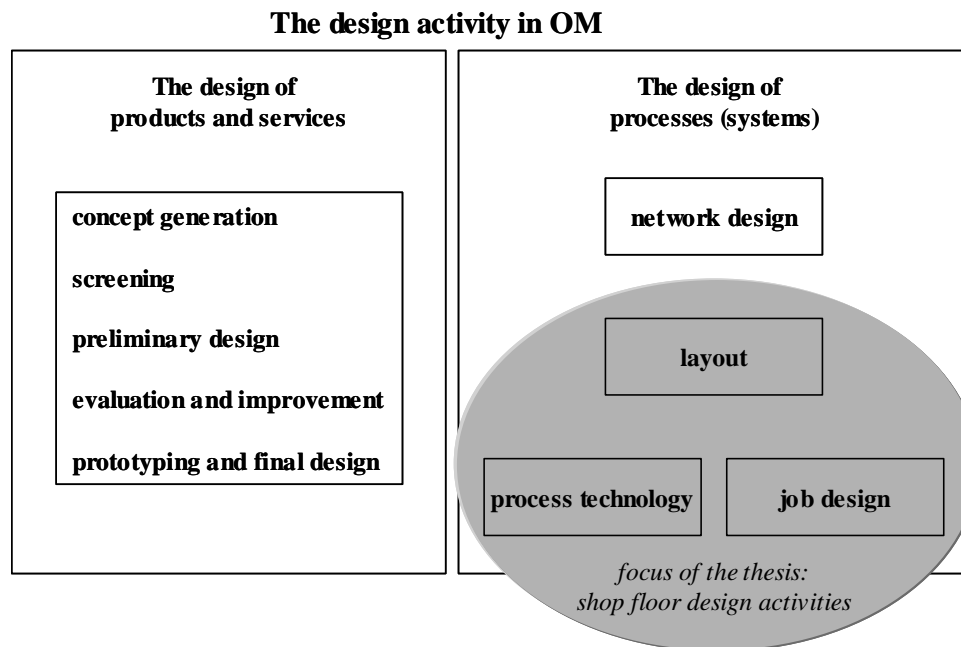 The design activity in OM
The design of
products and services
concept generation
screening
preliminary design
evaluation and improvement
prototyping and final design
The design of
processes (systems)
network design
layout
process technology
job design
focus of the thesis:
shop floor design activities